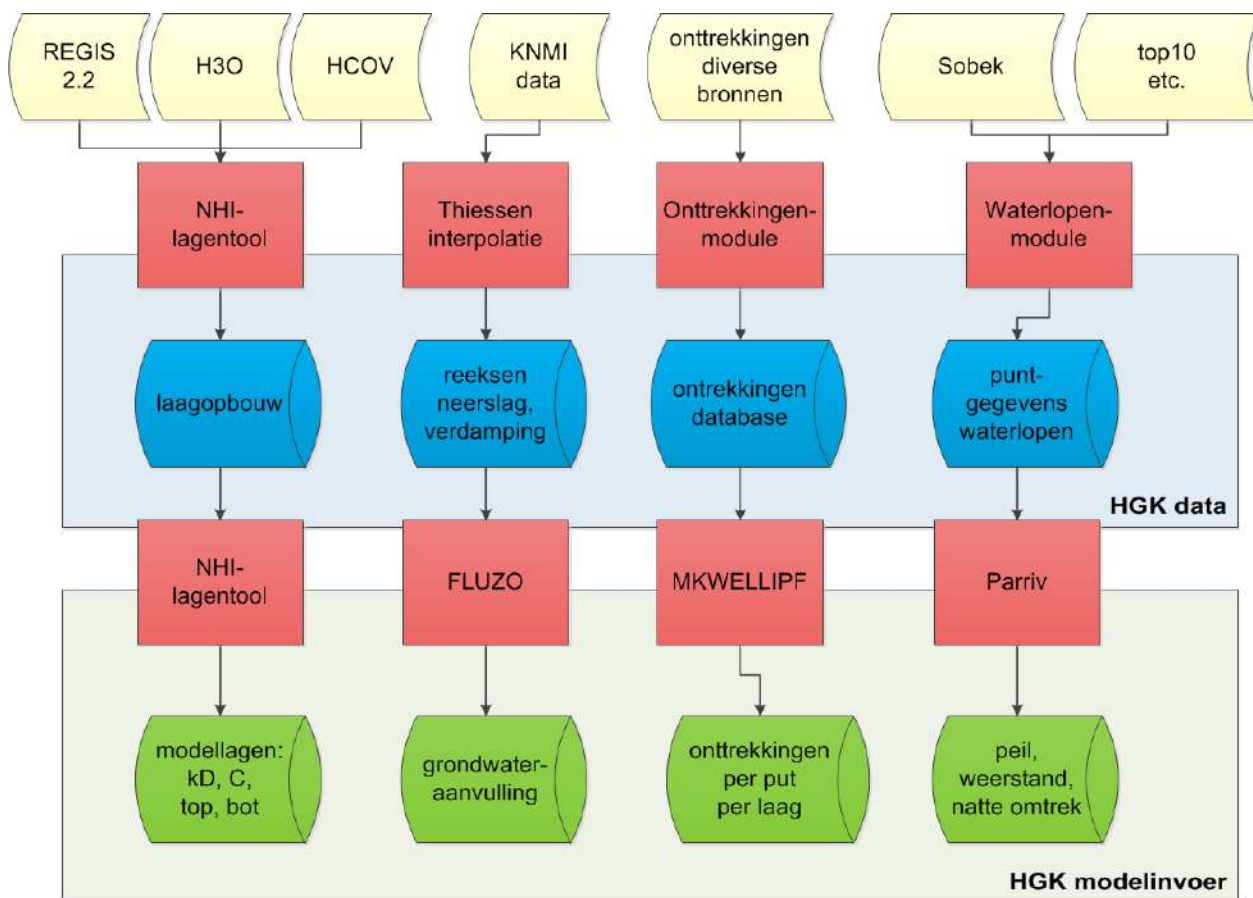 REGIS
2.2
H3O
HCOV
KNMI
data
onttrekkingen
diverse
bronnen
Sobek
top10
etc.
NHI-
lagentool
Thiessen
interpolatie
Onttrekkingen-
module
Waterlopen-
module
laagopbouw
reeksen
neerslag,
verdamping
ontrekkingen
database
punt-
gegevens
waterlopen
HGK data
NHI-
lagentool
FLUZO
MKWELLIPF
Parriv
modellagen:
kD, C,
top, bot
grondwater-
aanvulling
onttrekkingen
per put
per laag
peil,
weerstand,
natte omtrek
HGK modelinvoer